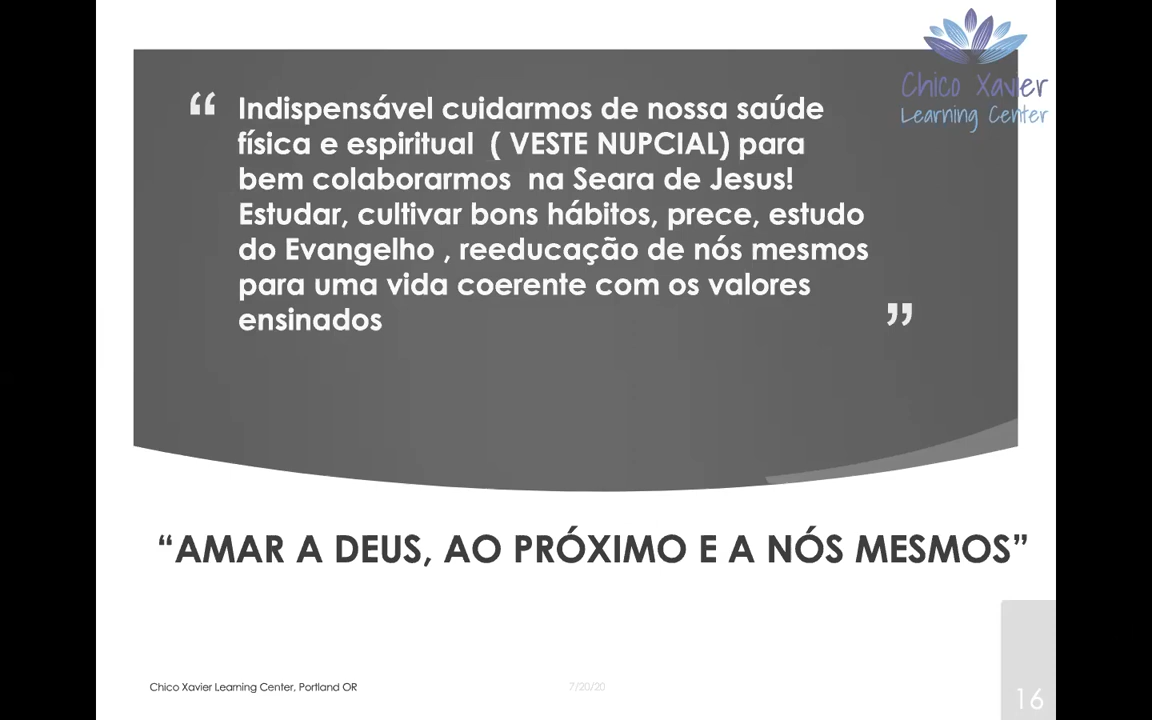 Chico Xavier
Learning Center
“ Indispensável cuidarmos de nossa saúde
física e espiritual ( VESTE NUPCIAL) para
bem colaborarmos na Seara de Jesus!
Estudar, cultivar bons hábitos, prece, estudo
do Evangelho , reeducação de nós mesmos
para uma vida coerente com os valores
ensinados ”
“AMAR A DEUS, AO PRÓXIMO E A NÓS MESMOS”
Chico Xavier Learning Center, Portland OR
7/20/20
16